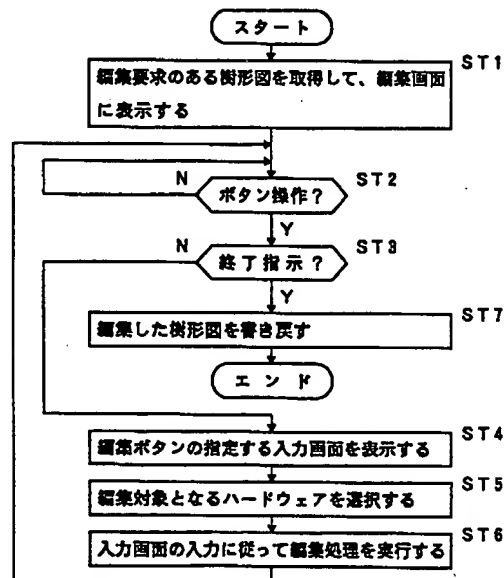 スタート
ST1
編集要求のある樹形図を取得して、編集画面
に表示する
N
ST2
ボタン操作?
Y
N
ST3
終了指示?
Y
ST7
編集した樹形図を書き戻す
エンド
ST4
編集ボタンの指定する入力画面を表示する
ST5
編集対象となるハードウェアを選択する
ST6
入力画面の入力に従って編集処理を実行する